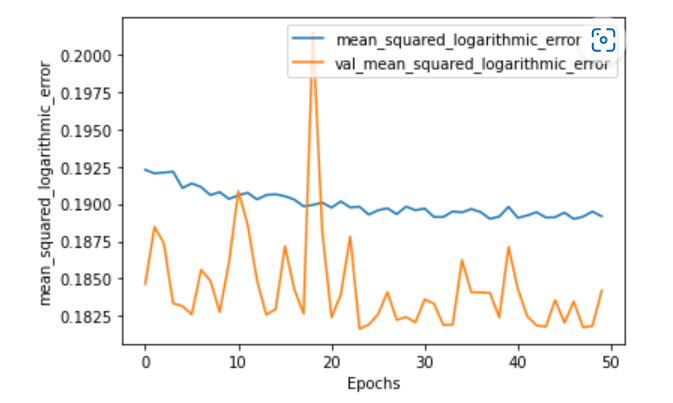 mean_squared_logarithmic_error
val_mean_squared_logarithmic_error
mean_squared_logarithmic_error
0.2000
0.1975
0.1950
0.1925
0.1900
0.1875
0.1850
0.1825
0 10 20 30 40 50
Epochs